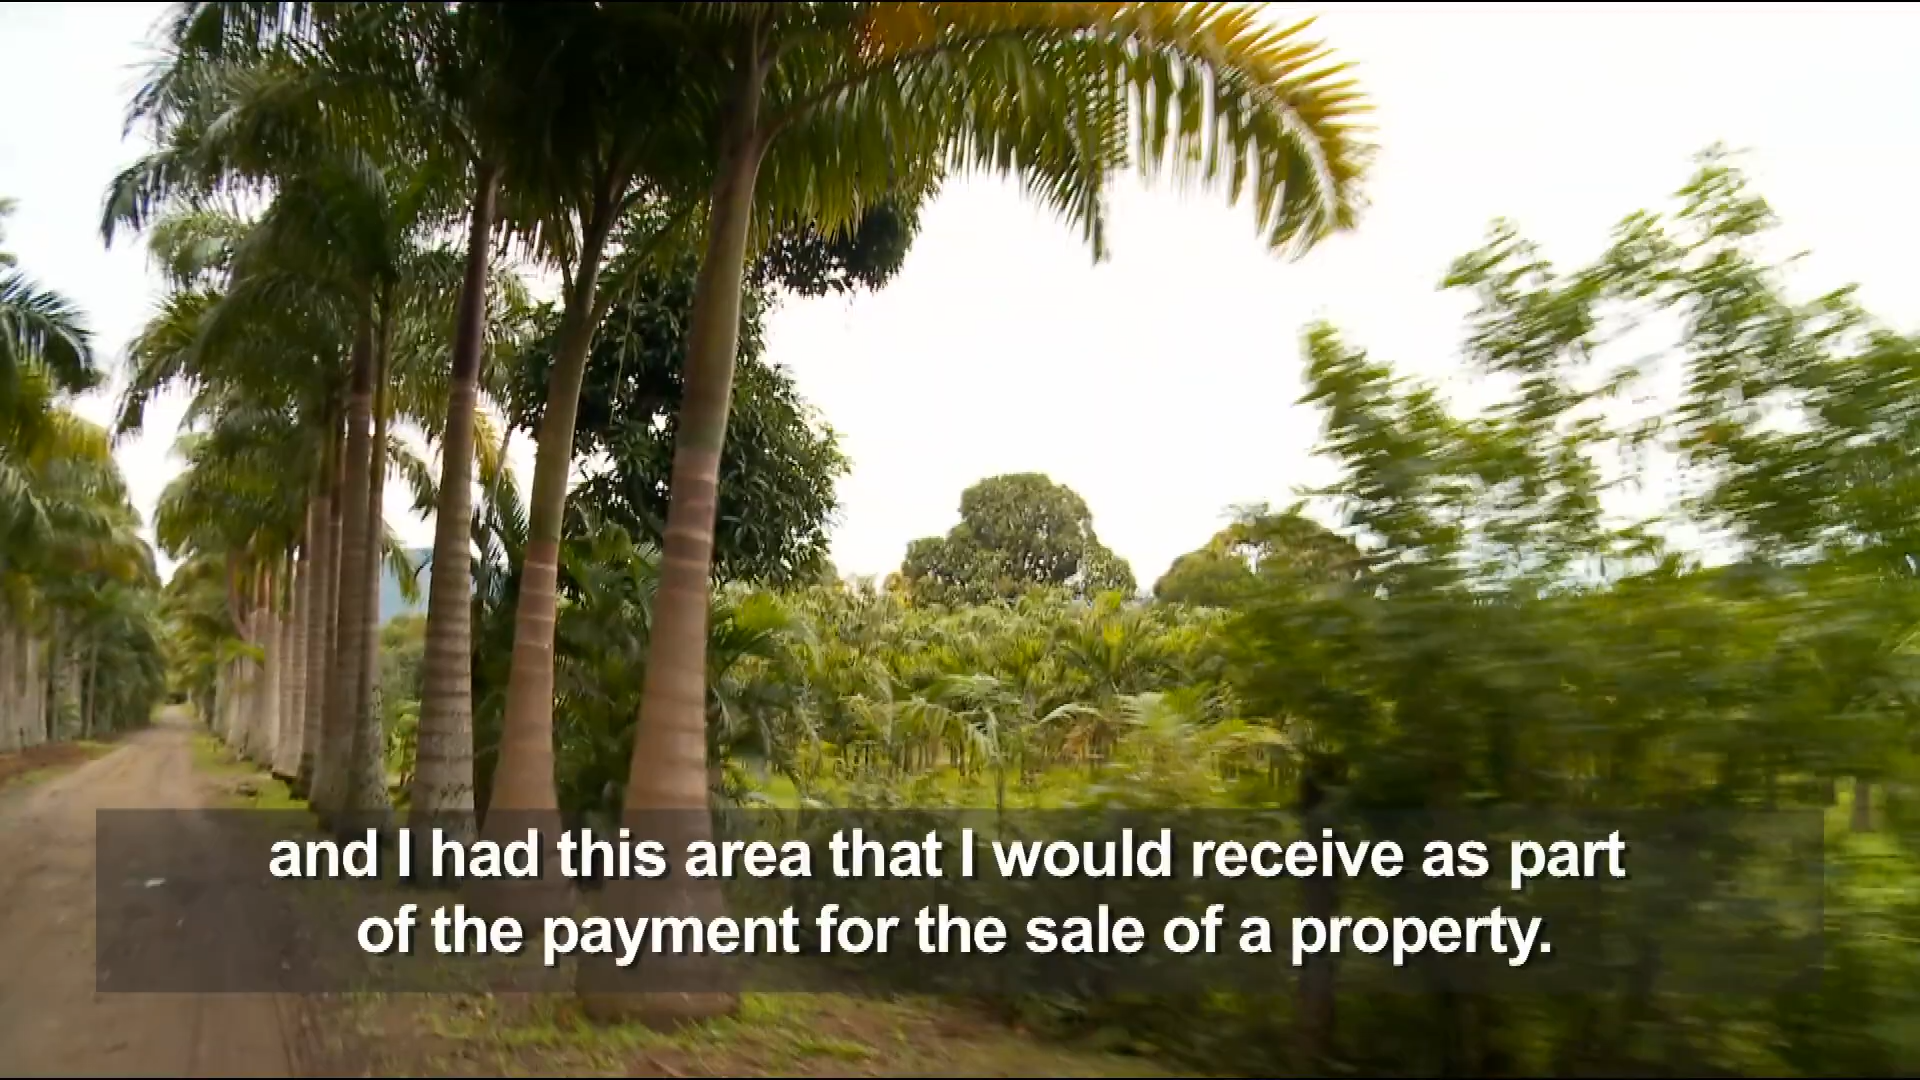 and I had this area that I would receive as part
of the payment for the sale of a property.